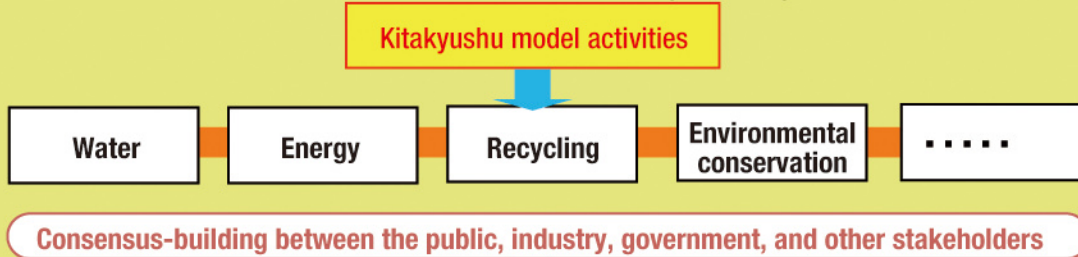 Kitakyushu model activities
Water
Energy
Recycling
Environmental
conservation
.....
Consensus-building between the public, industry, government, and other stakeholders